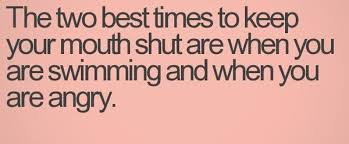 The two best times to keep
your mouth shut are when you
are swimming and when you
are angry.